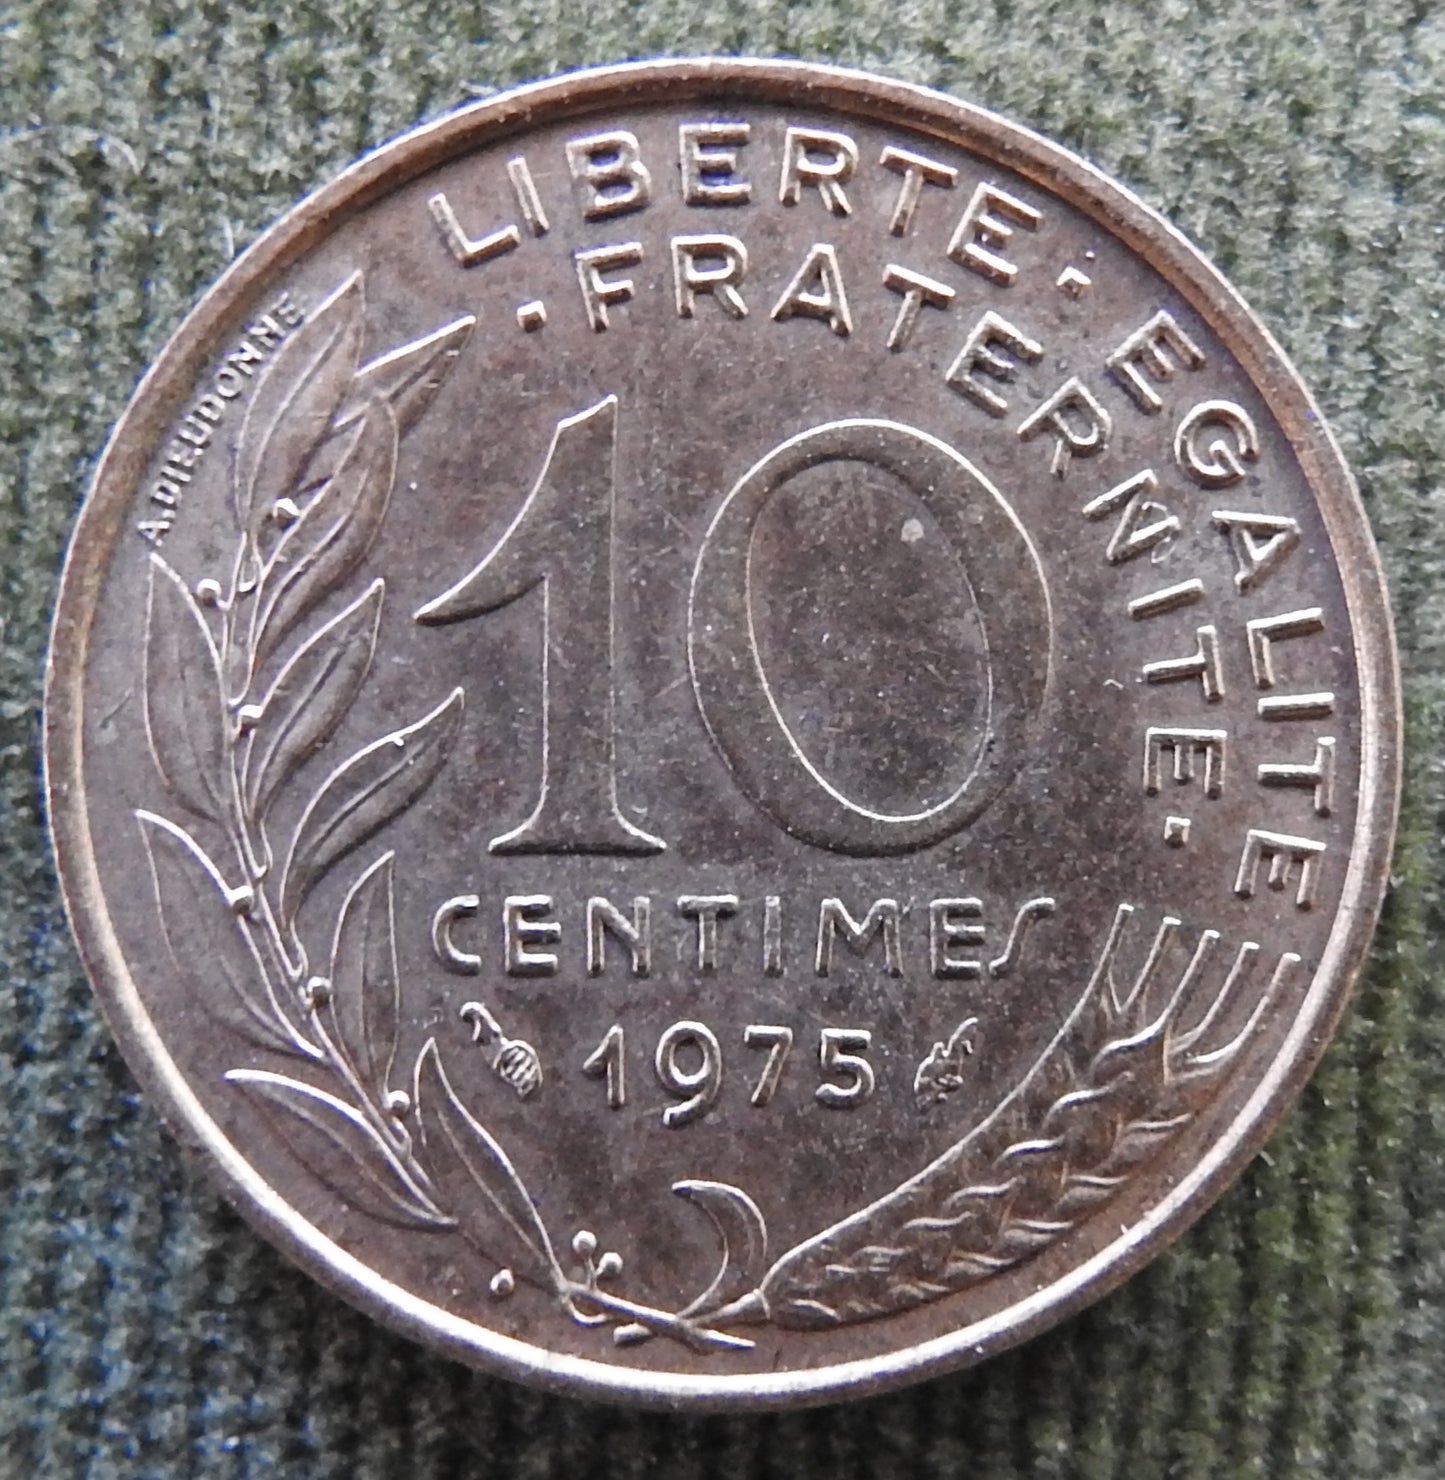 LIBERTE · EGALITE
· FRATERNITE ·
A.DIEUDONNE
10
CENTIMES
1975